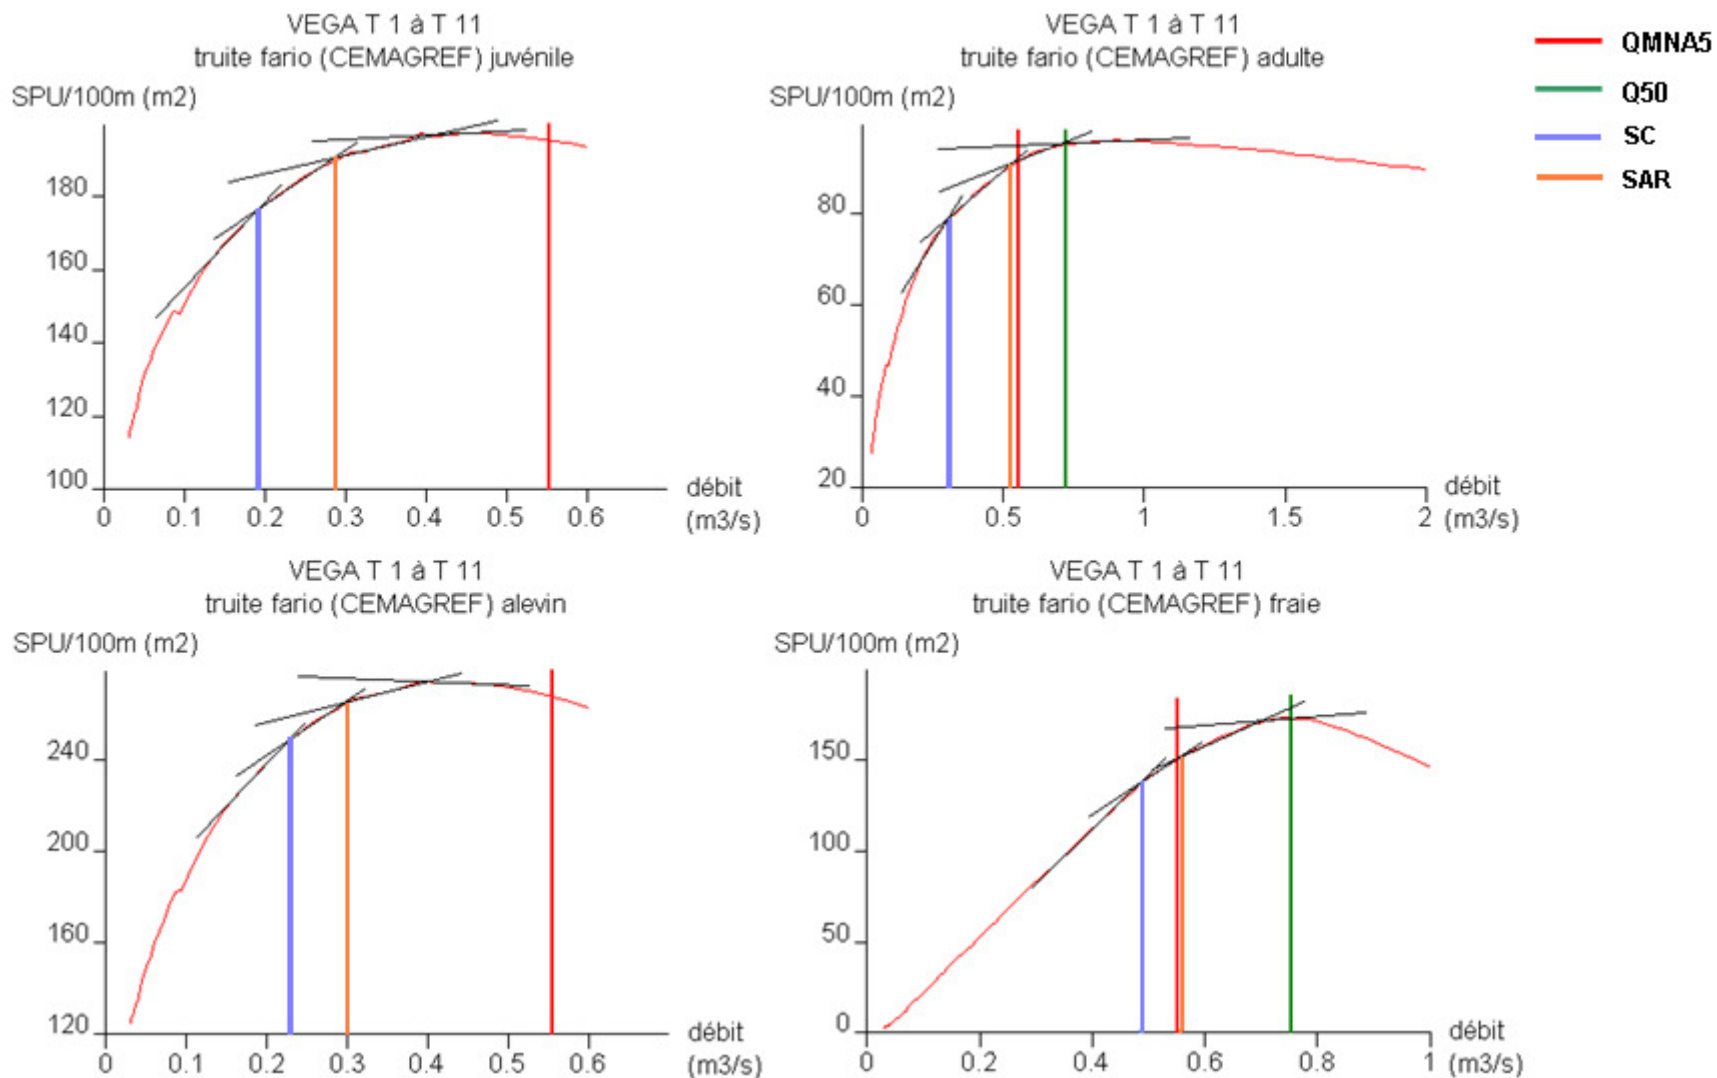 VEGA T 1 à T 11
truite fario (CEMAGREF) juvénile
SPU/100m (m2)
180
160
140
120
100
0 0.1 0.2 0.3 0.4 0.5 0.6
débit
(m3/s)
VEGA T 1 à T 11
truite fario (CEMAGREF) adulte
SPU/100m (m2)
80
60
40
20
0 0.5 1 1.5 2
débit
(m3/s)
QMNA5
Q50
SC
SAR
VEGA T 1 à T 11
truite fario (CEMAGREF) alevin
SPU/100m (m2)
240
200
160
120
0 0.1 0.2 0.3 0.4 0.5 0.6
débit
(m3/s)
VEGA T 1 à T 11
truite fario (CEMAGREF) fraie
SPU/100m (m2)
150
100
50
0
0 0.2 0.4 0.6 0.8 1
débit
(m3/s)